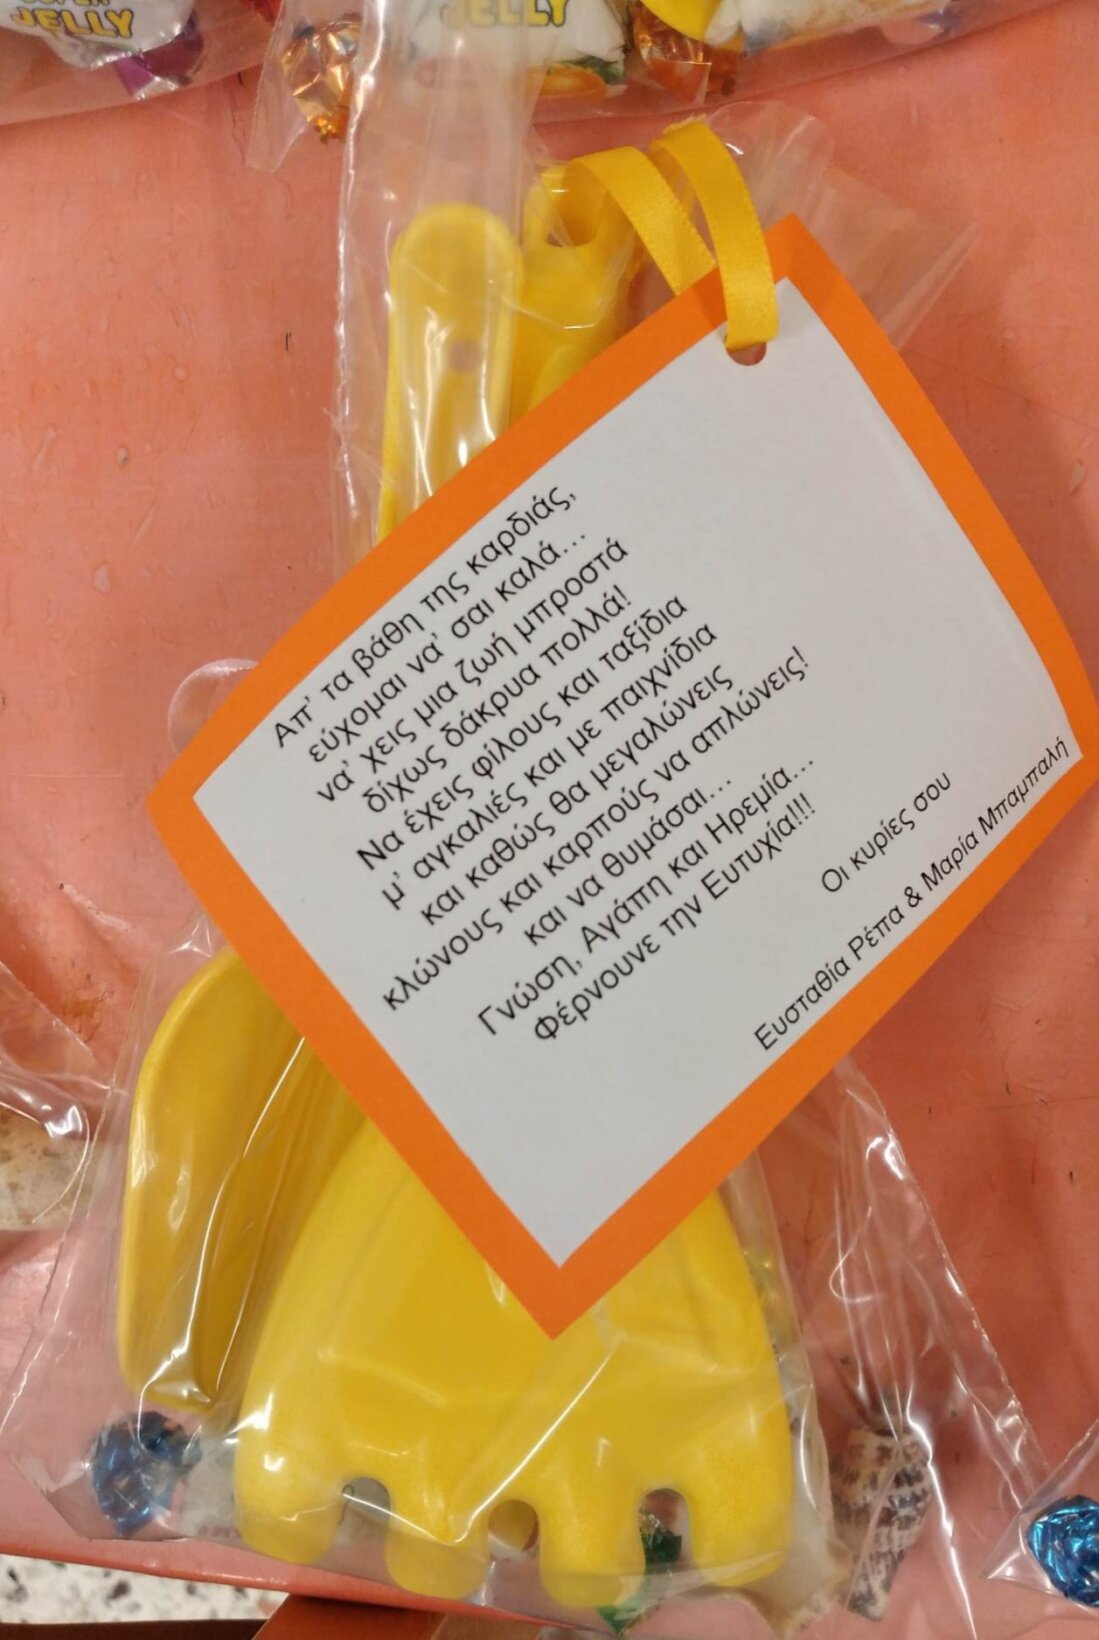 JELLY
JELLY
Απ' τα βάθη της καρδιάς,
εύχομαι να' σαι καλά...
να' χεις μια ζωή μπροστά
δίχως δάκρυα πολλά!
Να έχεις φίλους και ταξίδια
μ' αγκαλιές και με παιχνίδια
και καθώς θα μεγαλώνεις
κλώνους και καρπούς να απλώνεις!
και να θυμάσαι...
Γνώση, Αγάπη και Ηρεμία...
Φέρνουνε την Ευτυχία!!!
Οι κυρίες σου
Ευσταθία Ρέπα & Μαρία Μπαμπαλή